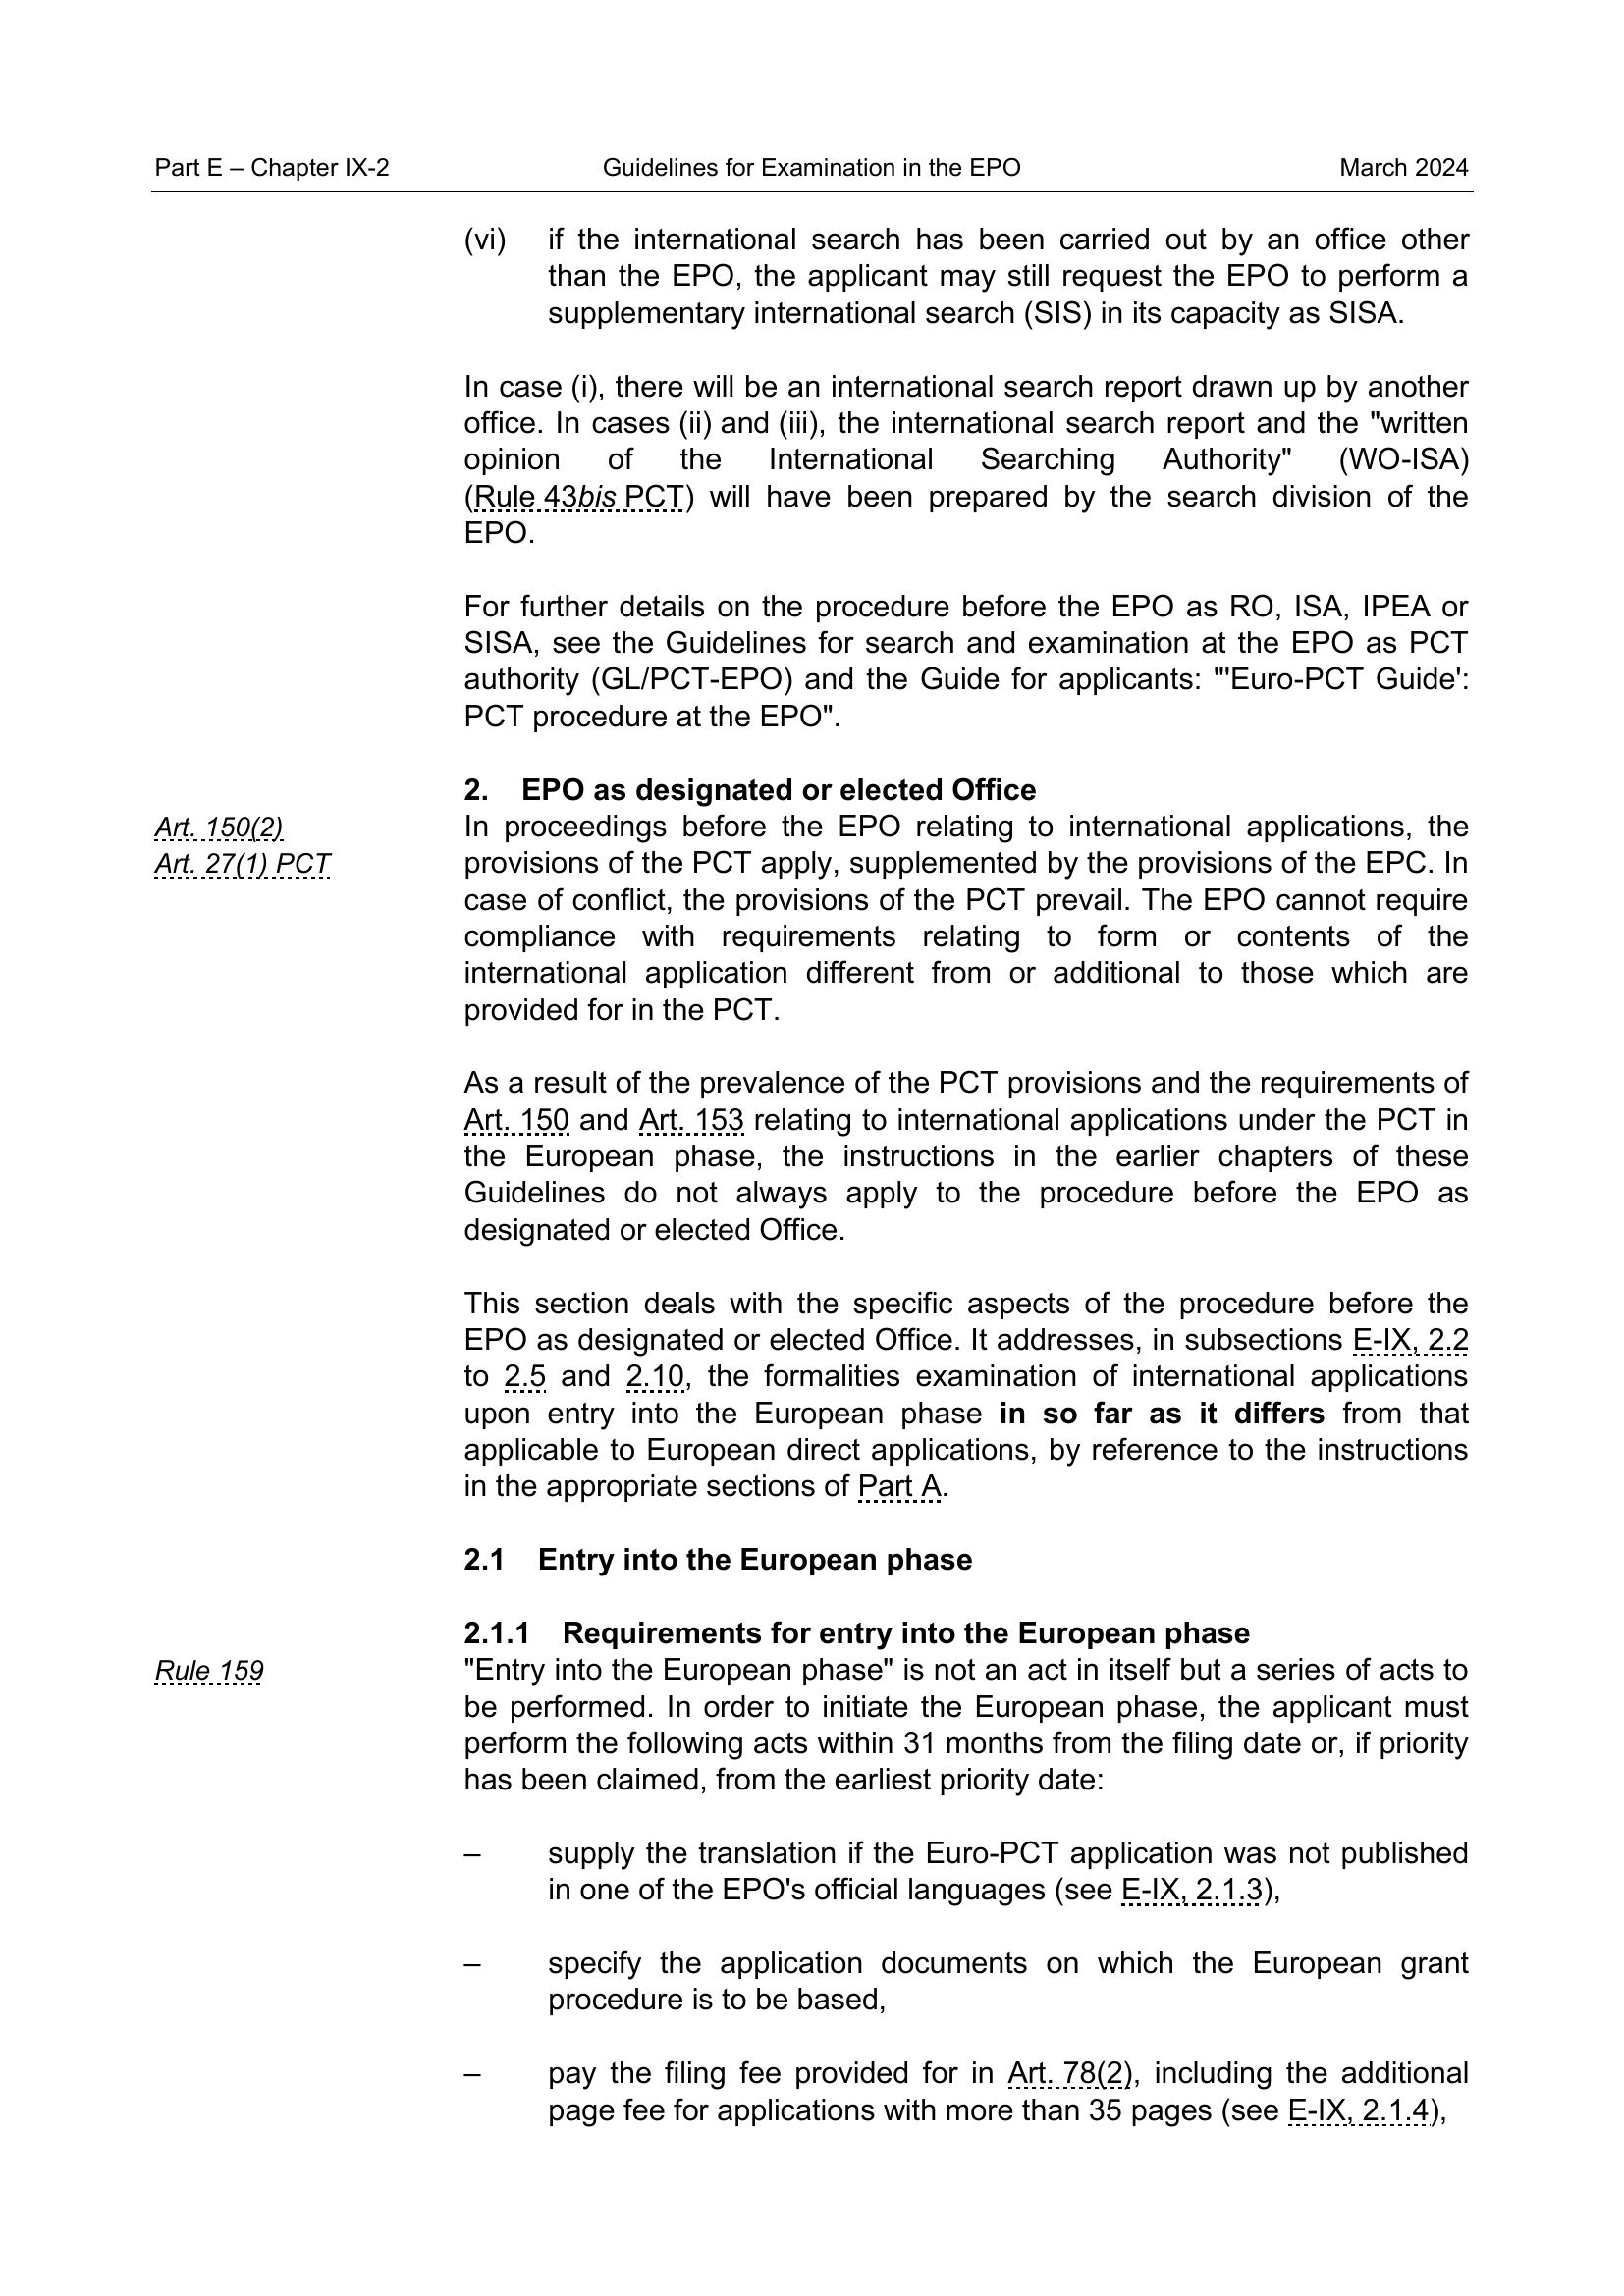 Part E – Chapter IX-2 Guidelines for Examination in the EPO March 2024
(vi) if the international search has been carried out by an office other
than the EPO, the applicant may still request the EPO to perform a
supplementary international search (SIS) in its capacity as SISA.
In case (i), there will be an international search report drawn up by another
office. In cases (ii) and (iii), the international search report and the "written
opinion of the International Searching Authority" (WO-ISA)
(Rule 43bis PCT) will have been prepared by the search division of the
EPO.
For further details on the procedure before the EPO as RO, ISA, IPEA or
SISA, see the Guidelines for search and examination at the EPO as PCT
authority (GL/PCT-EPO) and the Guide for applicants: "'Euro-PCT Guide':
PCT procedure at the EPO".
2. EPO as designated or elected Office
Art. 150(2) In proceedings before the EPO relating to international applications, the
Art. 27(1) PCT provisions of the PCT apply, supplemented by the provisions of the EPC. In
case of conflict, the provisions of the PCT prevail. The EPO cannot require
compliance with requirements relating to form or contents of the
international application different from or additional to those which are
provided for in the PCT.
As a result of the prevalence of the PCT provisions and the requirements of
Art. 150 and Art. 153 relating to international applications under the PCT in
the European phase, the instructions in the earlier chapters of these
Guidelines do not always apply to the procedure before the EPO as
designated or elected Office.
This section deals with the specific aspects of the procedure before the
EPO as designated or elected Office. It addresses, in subsections E-IX, 2.2
to 2.5 and 2.10, the formalities examination of international applications
upon entry into the European phase in so far as it differs from that
applicable to European direct applications, by reference to the instructions
in the appropriate sections of Part A.
2.1 Entry into the European phase
2.1.1 Requirements for entry into the European phase
Rule 159 "Entry into the European phase" is not an act in itself but a series of acts to
be performed. In order to initiate the European phase, the applicant must
perform the following acts within 31 months from the filing date or, if priority
has been claimed, from the earliest priority date:
– supply the translation if the Euro-PCT application was not published
in one of the EPO's official languages (see E-IX, 2.1.3),
– specify the application documents on which the European grant
procedure is to be based,
– pay the filing fee provided for in Art. 78(2), including the additional
page fee for applications with more than 35 pages (see E-IX, 2.1.4),